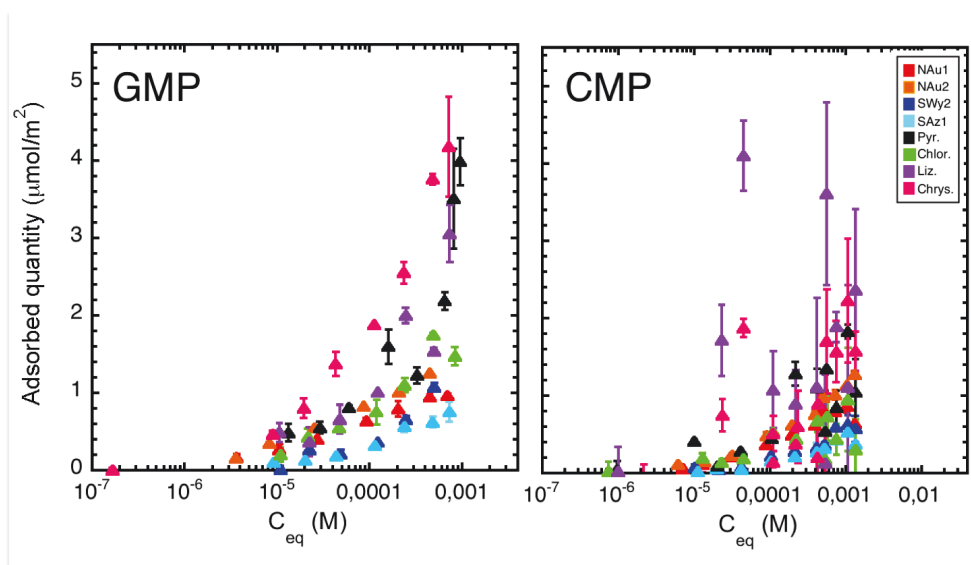 GMP
CMP
Adsorbed quantity (μmol/m²)
5
4
3
2
1
0
10⁻⁷
10⁻⁶
10⁻⁵
0,0001
0,001
C_eq (M)
NAu1
NAu2
SWy2
SAz1
Pyr.
Chlor.
Liz.
Chrys.
10⁻⁷
10⁻⁶
10⁻⁵
0,0001
0,001
0,01
C_eq (M)